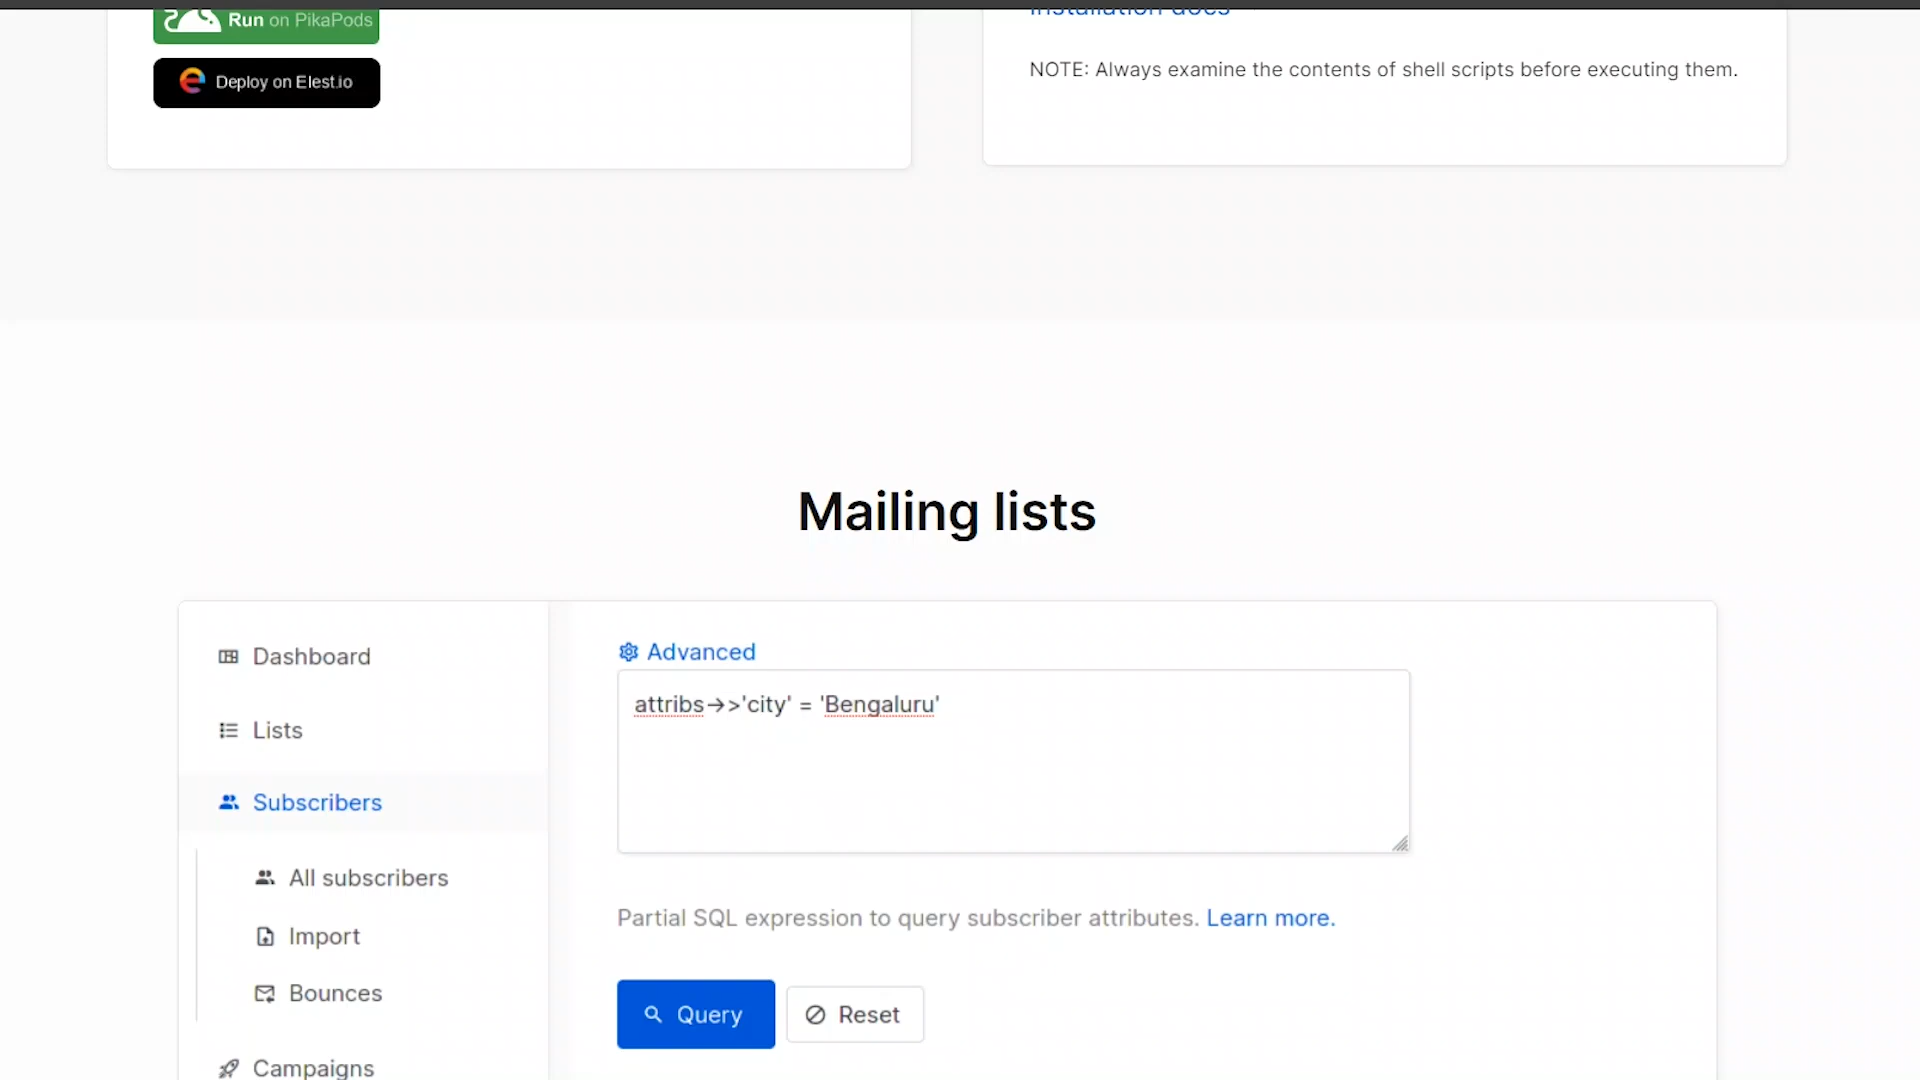 Run on PikaPods
Deploy on Elest.io
Installation docs
NOTE: Always examine the contents of shell scripts before executing them.
Mailing lists
Dashboard
Lists
Subscribers
All subscribers
Import
Bounces
Campaigns
Advanced
attribs->>'city' = 'Bengaluru'
Partial SQL expression to query subscriber attributes. Learn more.
Query
Reset